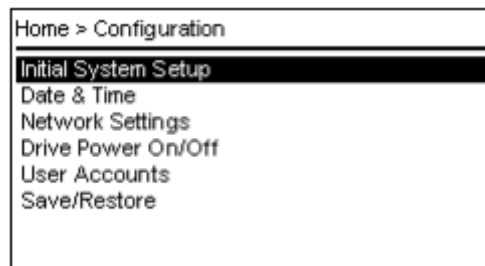 Home > Configuration
Initial System Setup
Date & Time
Network Settings
Drive Power On/Off
User Accounts
Save/Restore